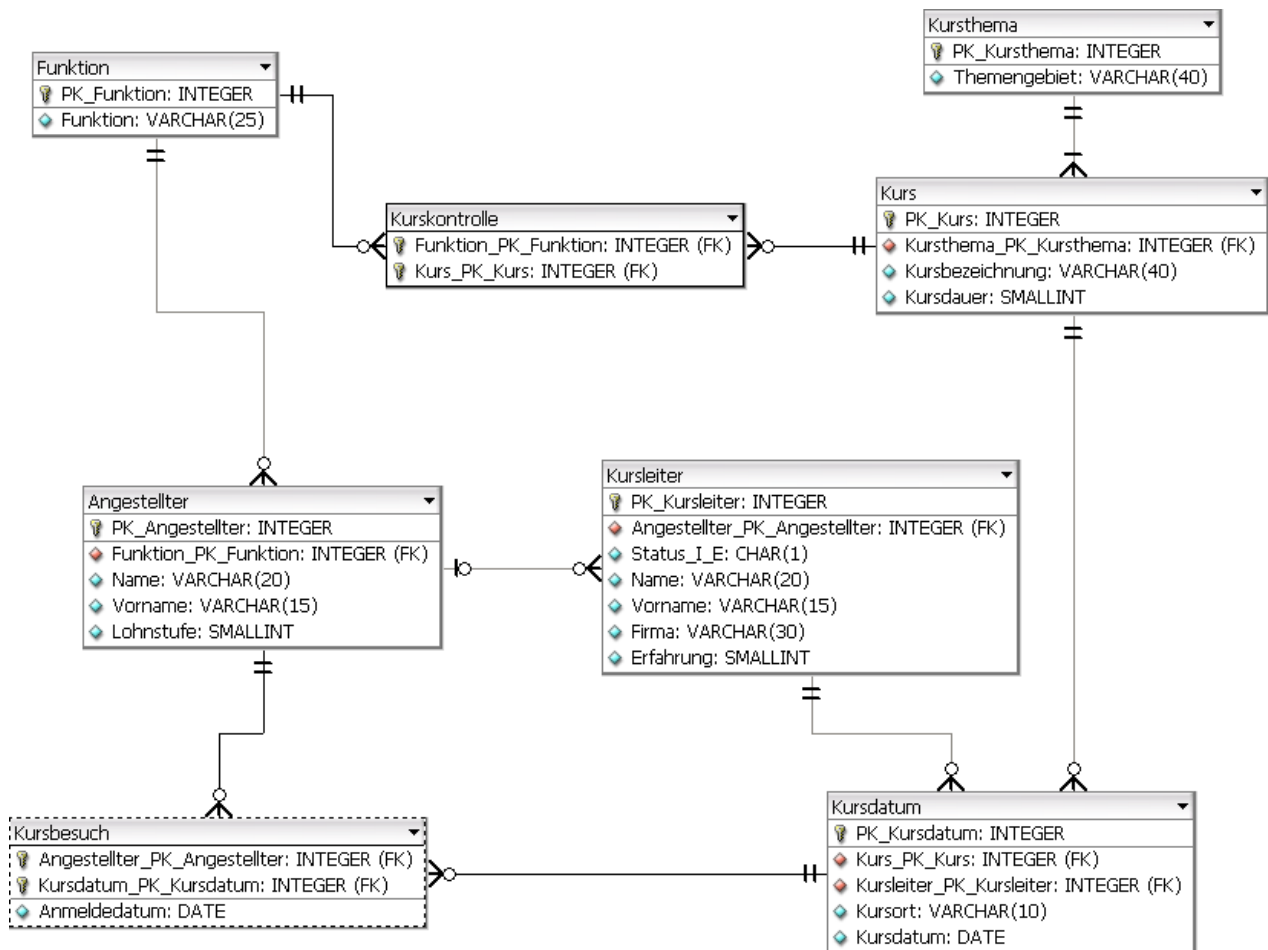 Kursthema
PK_Kursthema: INTEGER
Themengebiet: VARCHAR(40)
Funktion
PK_Funktion: INTEGER
Funktion: VARCHAR(25)
Kurskontrolle
Funktion_PK_Funktion: INTEGER (FK)
Kurs_PK_Kurs: INTEGER (FK)
Kurs
PK_Kurs: INTEGER
Kursthema_PK_Kursthema: INTEGER (FK)
Kursbezeichnung: VARCHAR(40)
Kursdauer: SMALLINT
Angestellter
PK_Angestellter: INTEGER
Funktion_PK_Funktion: INTEGER (FK)
Name: VARCHAR(20)
Vorname: VARCHAR(15)
Lohnstufe: SMALLINT
Kursleiter
PK_Kursleiter: INTEGER
Angestellter_PK_Angestellter: INTEGER (FK)
Status_I_E: CHAR(1)
Name: VARCHAR(20)
Vorname: VARCHAR(15)
Firma: VARCHAR(30)
Erfahrung: SMALLINT
Kursbesuch
Angestellter_PK_Angestellter: INTEGER (FK)
Kursdatum_PK_Kursdatum: INTEGER (FK)
Anmeldedatum: DATE
Kursdatum
PK_Kursdatum: INTEGER
Kurs_PK_Kurs: INTEGER (FK)
Kursleiter_PK_Kursleiter: INTEGER (FK)
Kursort: VARCHAR(10)
Kursdatum: DATE